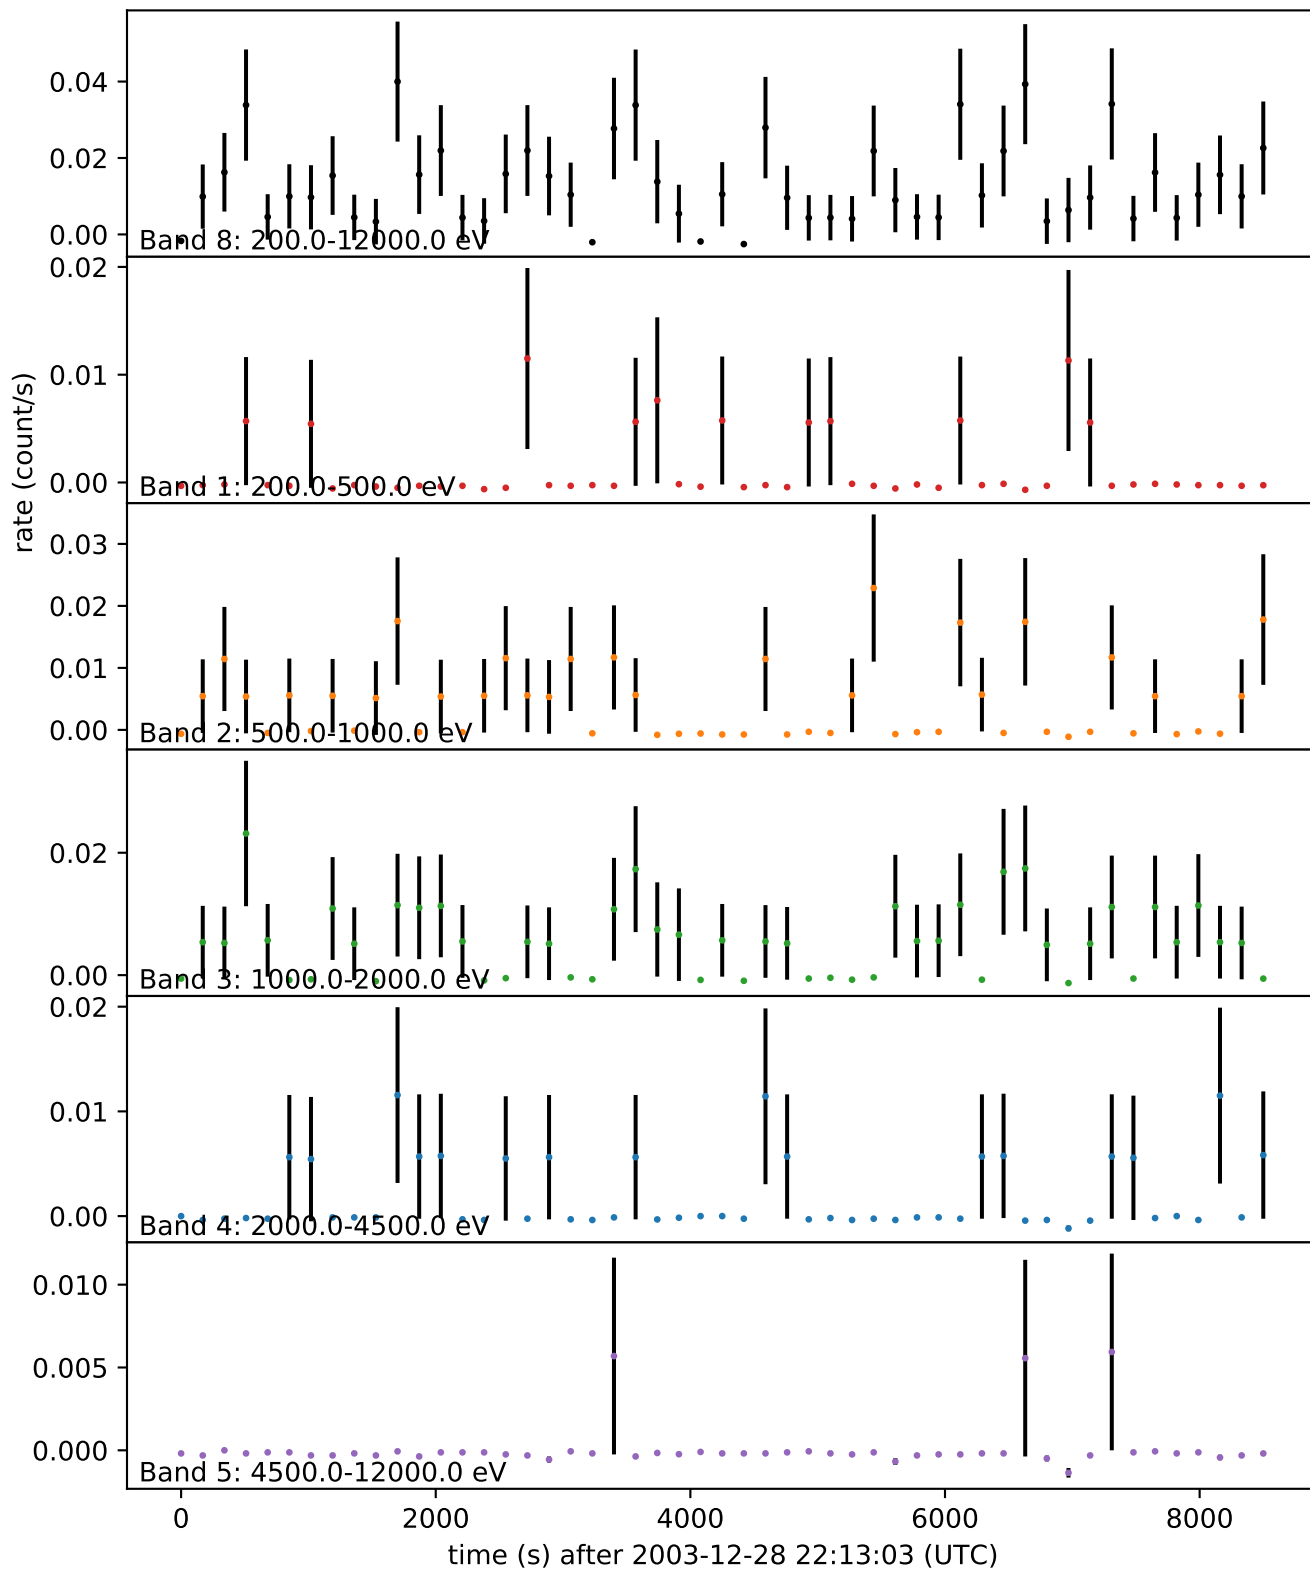 0.04
0.02
0.00
Band 8: 200.0-12000.0 eV
0.02
0.01
0.00
Band 1: 200.0-500.0 eV
rate (count/s)
0.03
0.02
0.01
0.00
Band 2: 500.0-1000.0 eV
0.02
0.00
Band 3: 1000.0-2000.0 eV
0.02
0.01
0.00
Band 4: 2000.0-4500.0 eV
0.010
0.005
0.000
Band 5: 4500.0-12000.0 eV
0 2000 4000 6000 8000
time (s) after 2003-12-28 22:13:03 (UTC)